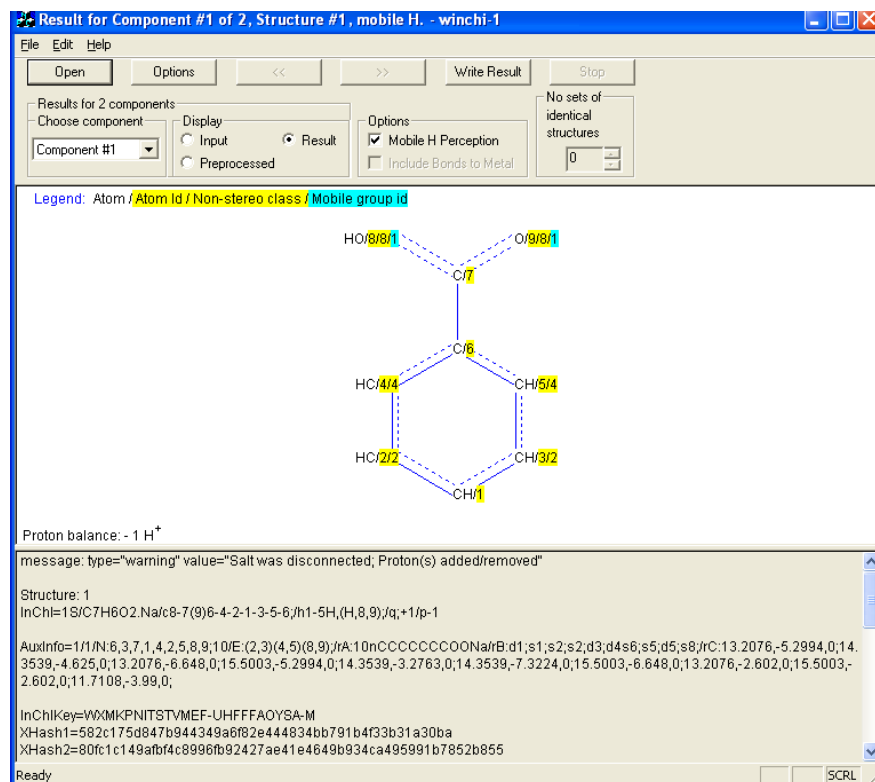 Result for Component #1 of 2, Structure #1, mobile H. - winchi-1
File Edit Help
Open Options << >> Write Result Stop
Results for 2 components
Choose component
Component #1
Display
Input Result
Preprocessed
Options
Mobile H Perception
Include Bonds to Metal
No sets of
identical
structures
0
Legend: Atom / Atom Id / Non-stereo class / Mobile group id
HO/8/8/1 O/9/8/1
C/7
C/6
HC/4/4 CH/5/4
HC/2/2 CH/3/2
CH/1
Proton balance: - 1 H+
message: type="warning" value="Salt was disconnected; Proton(s) added/removed"
Structure: 1
InChI=1S/C7H6O2.Na/c8-7(9)6-4-2-1-3-5-6;/h1-5H,(H,8,9);/q;+1/p-1
AuxInfo=1/1/N:6,3,7,1,4,2,5,8,9;10/E:(2,3)(4,5)(8,9);/rA:10nCCCCCCCOONa/rB:d1;s1;s2;s2;d3;d4s6;s5;d5;s8;/rC:13.2076,-5.2994,0;14.
3539,-4.625,0;13.2076,-6.648,0;15.5003,-5.2994,0;14.3539,-3.2763,0;14.3539,-7.3224,0;15.5003,-6.648,0;13.2076,-2.602,0;15.5003,-
2.602,0;11.7108,-3.99,0;
InChIKey=WXMKPNITSTVMEF-UHFFFAOYSA-M
XHash1=582c175d847b944349a6f82e444834bb791b4f33b31a30ba
XHash2=80fc1c149afbf4c8996fb92427ae41e4649b934ca495991b7852b855
Ready SCRL